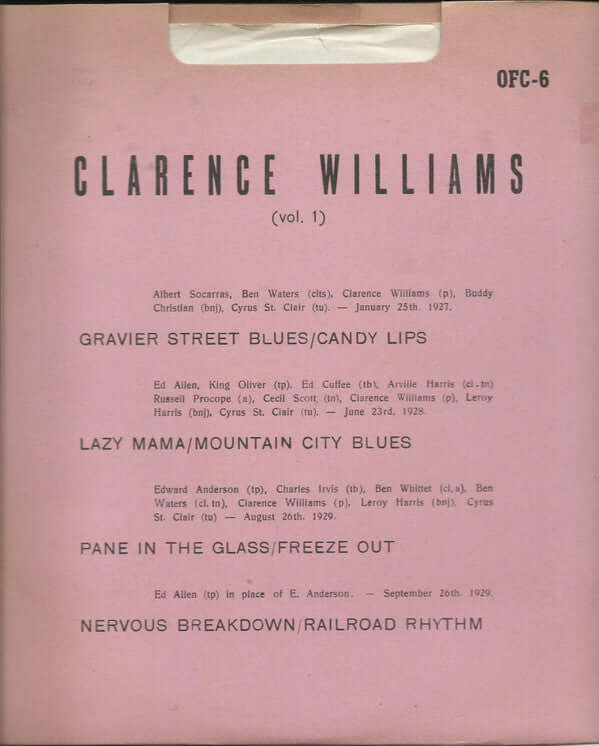 OFC-6
CLARENCE WILLIAMS
(vol. 1)
Albert Socarras, Ben Waters (clts), Clarence Williams (p), Buddy
Christian (bnj), Cyrus St. Clair (tu). — January 25th. 1927.
GRAVIER STREET BLUES/CANDY LIPS
Ed Allen, King Oliver (tp). Ed Cuffee (tb), Arville Harris (cl.tn)
Russell Procope (a), Cecil Scott (tn), Clarence Williams (p), Leroy
Harris (bnj), Cyrus St. Clair (tu). — June 23rd. 1928.
LAZY MAMA/MOUNTAIN CITY BLUES
Edward Anderson (tp), Charles Irvis (tb), Ben Whittet (cl,a), Ben
Waters (cl. tn), Clarence Williams (p), Leroy Harris (bnj), Cyrus
St. Clair (tu) — August 26th. 1929.
PANE IN THE GLASS/FREEZE OUT
Ed Allen (tp) in place of E. Anderson. — September 26th. 1929.
NERVOUS BREAKDOWN/RAILROAD RHYTHM